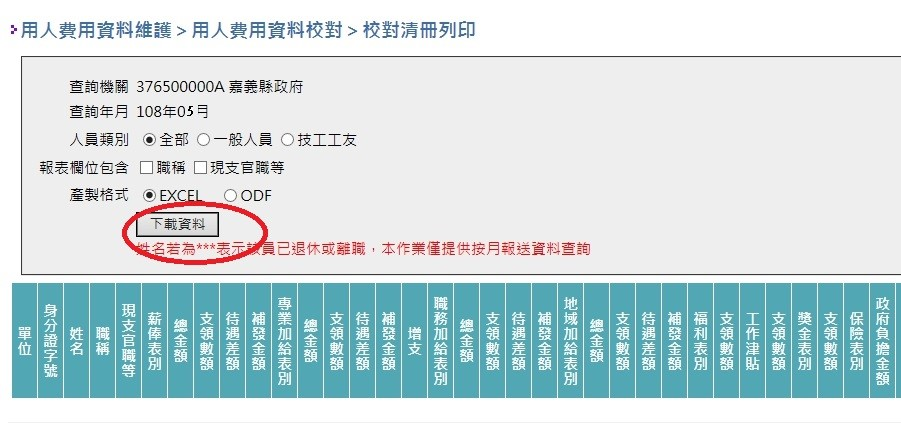 用人費用資料維護 > 用人費用資料校對 > 校對清冊列印
查詢機關 376500000A 嘉義縣政府
查詢年月 108年05月
人員類別 全部 一般人員 技工工友
報表欄位包含 職稱 現支官職等
產製格式 EXCEL ODF
下載資料
姓名若為***表示該員已退休或離職，本作業僅提供按月報送資料查詢
單位
身分證字號
姓名
職稱
現支官職等
薪俸表別
總金額
支領數額
待遇差額
補發金額
專業加給表別
總金額
支領數額
待遇差額
補發金額
增支
職務加給表別
總金額
支領數額
待遇差額
補發金額
地域加給表別
總金額
支領數額
待遇差額
補發金額
福利表別
支領數額
工作津貼
支領數額
獎金表別
支領數額
保險表別
政府負擔金額